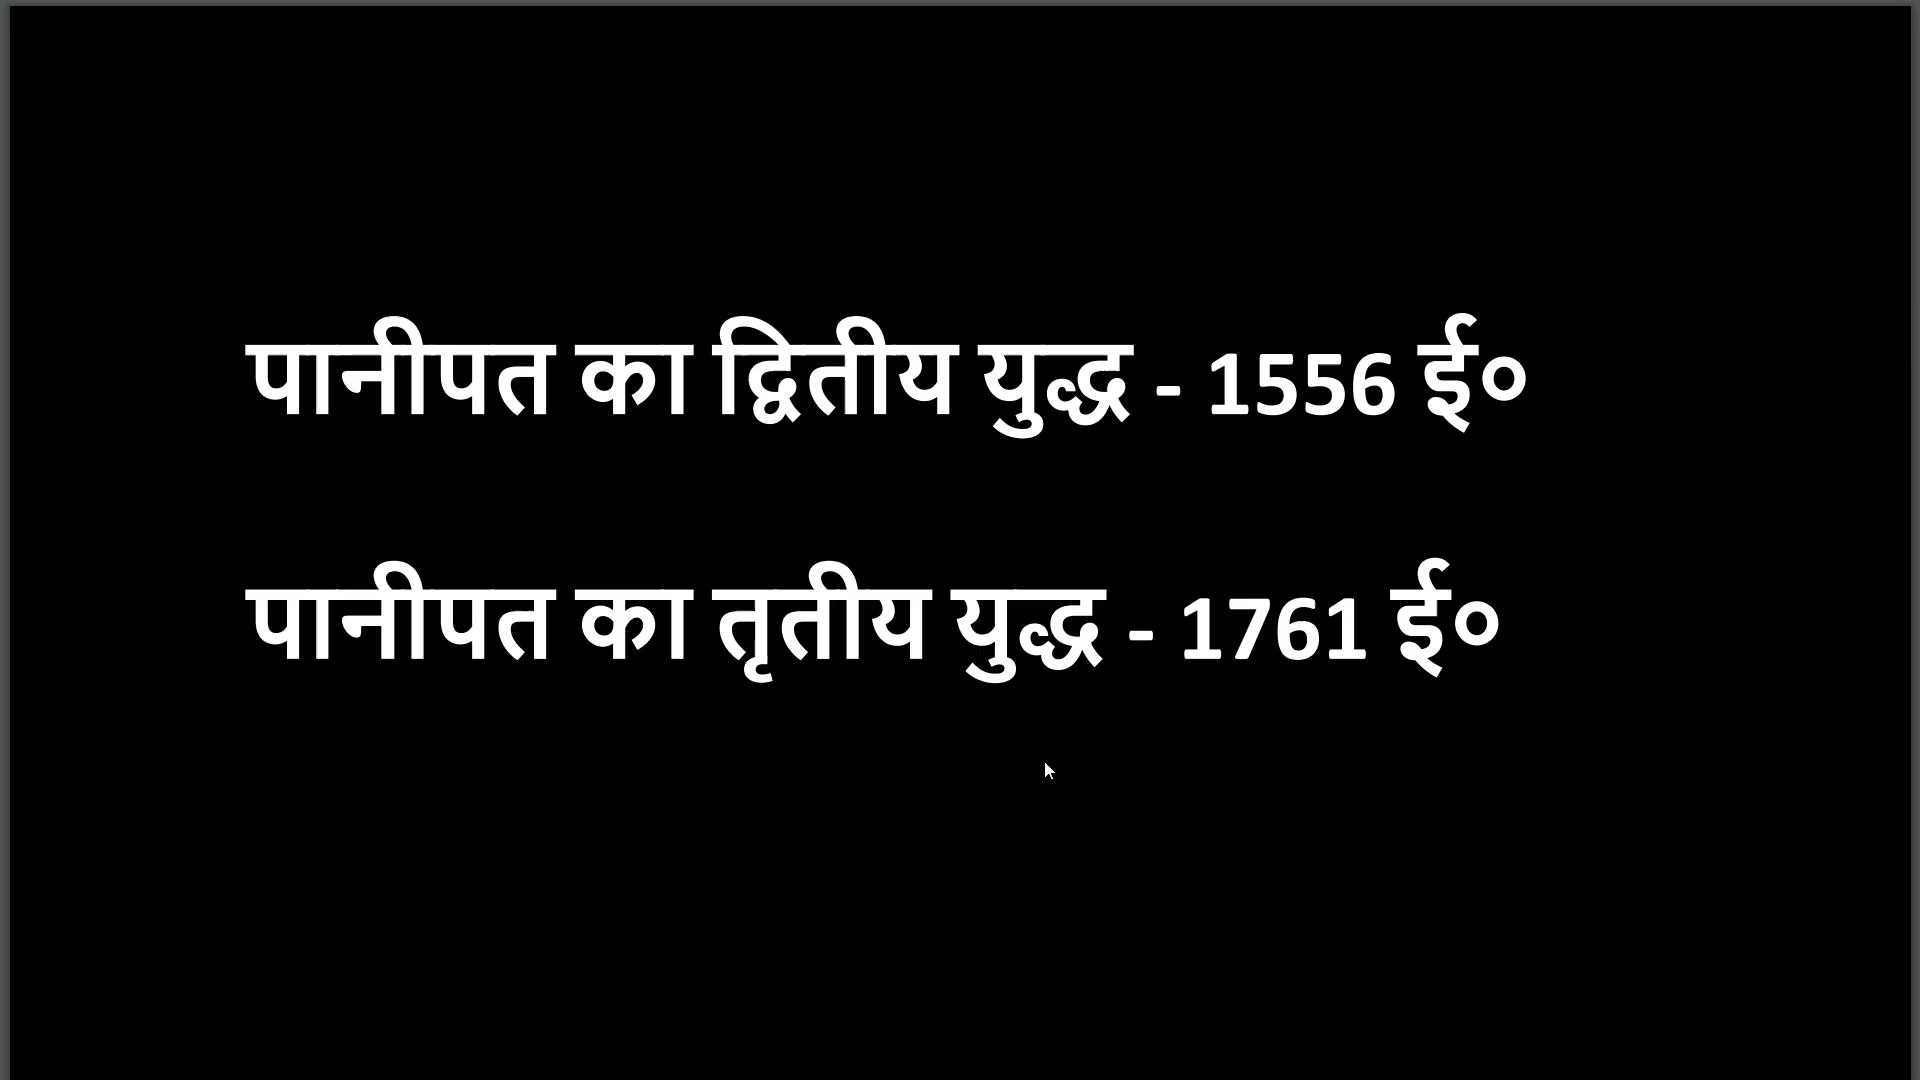 पानीपत का द्वितीय युद्ध - 1556 ई०
पानीपत का तृतीय युद्ध - 1761 ई०